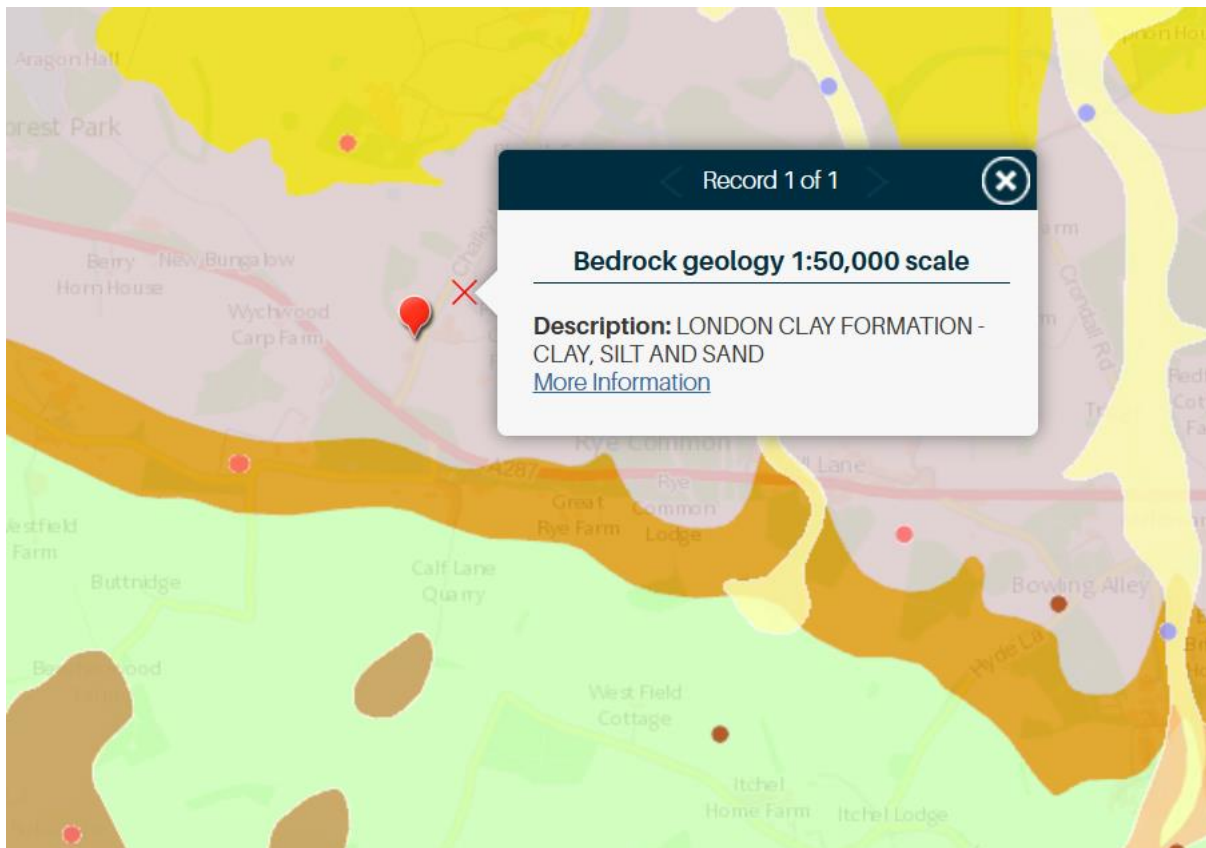 Aragon Hall
orest Park
Record 1 of 1
Bedrock geology 1:50,000 scale
Description: LONDON CLAY FORMATION -
CLAY, SILT AND SAND
More Information
Berry
Horn House
New Bungalow
Wychwood
Carp Farm
Chalky
Crondall Rd
Rye Common
A287
Lane
Great
Rye Farm
Rye
Common
Lodge
estfield
Farm
Buttnidge
Calf Lane
Quarry
Bowling Alley
Hyde La
West Field
Cottage
Itchel
Home Farm
Itchel Lodge